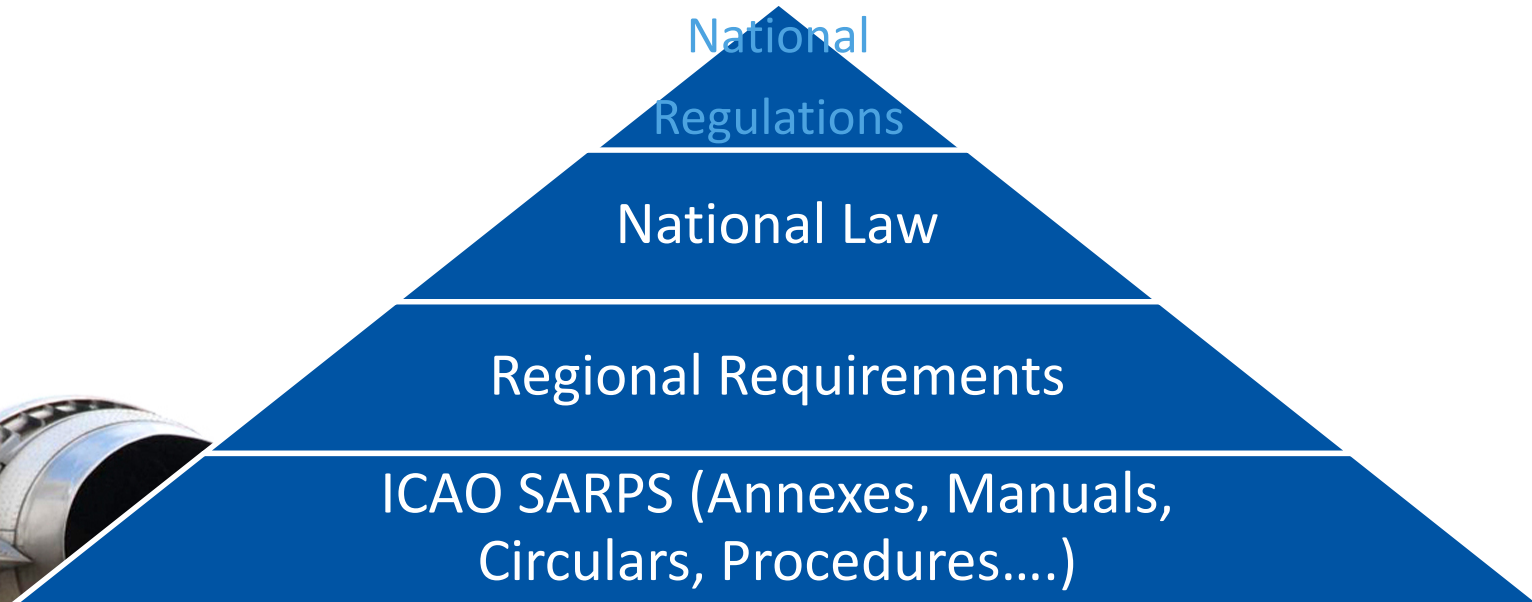 National
Regulations
National Law
Regional Requirements
ICAO SARPS (Annexes, Manuals,
Circulars, Procedures….)